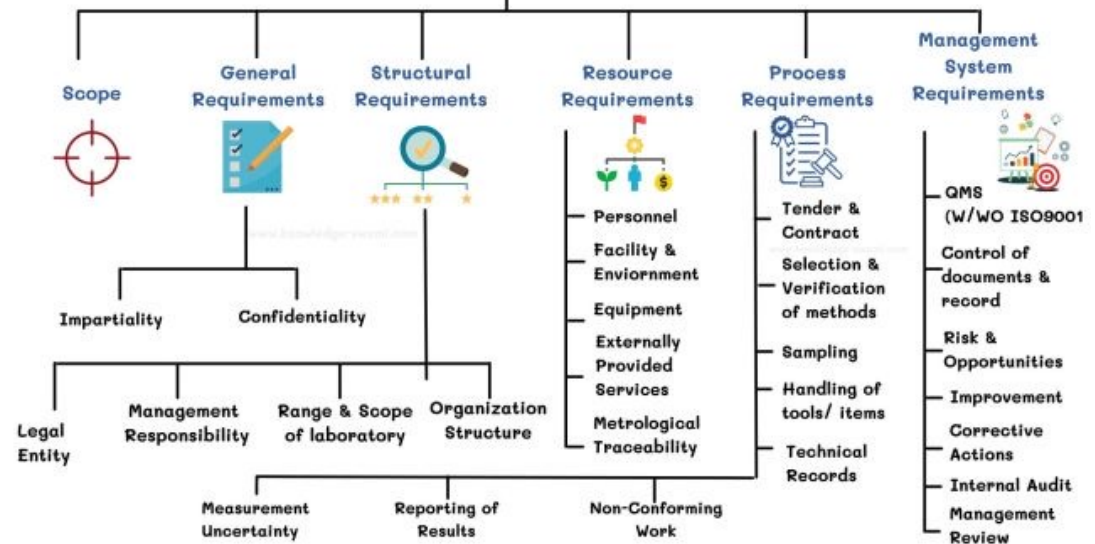 Scope
General
Requirements
Structural
Requirements
Resource
Requirements
Process
Requirements
Management
System
Requirements
Impartiality
Confidentiality
Legal
Entity
Management
Responsibility
Range & Scope
of laboratory
Organization
Structure
Personnel
Facility &
Enviornment
Equipment
Externally
Provided
Services
Metrological
Traceability
Tender &
Contract
Selection &
Verification
of methods
Sampling
Handling of
tools/ items
Technical
Records
Measurement
Uncertainty
Reporting of
Results
Non-Conforming
Work
QMS
(W/WO ISO9001
Control of
documents &
record
Risk &
Opportunities
Improvement
Corrective
Actions
Internal Audit
Management
Review